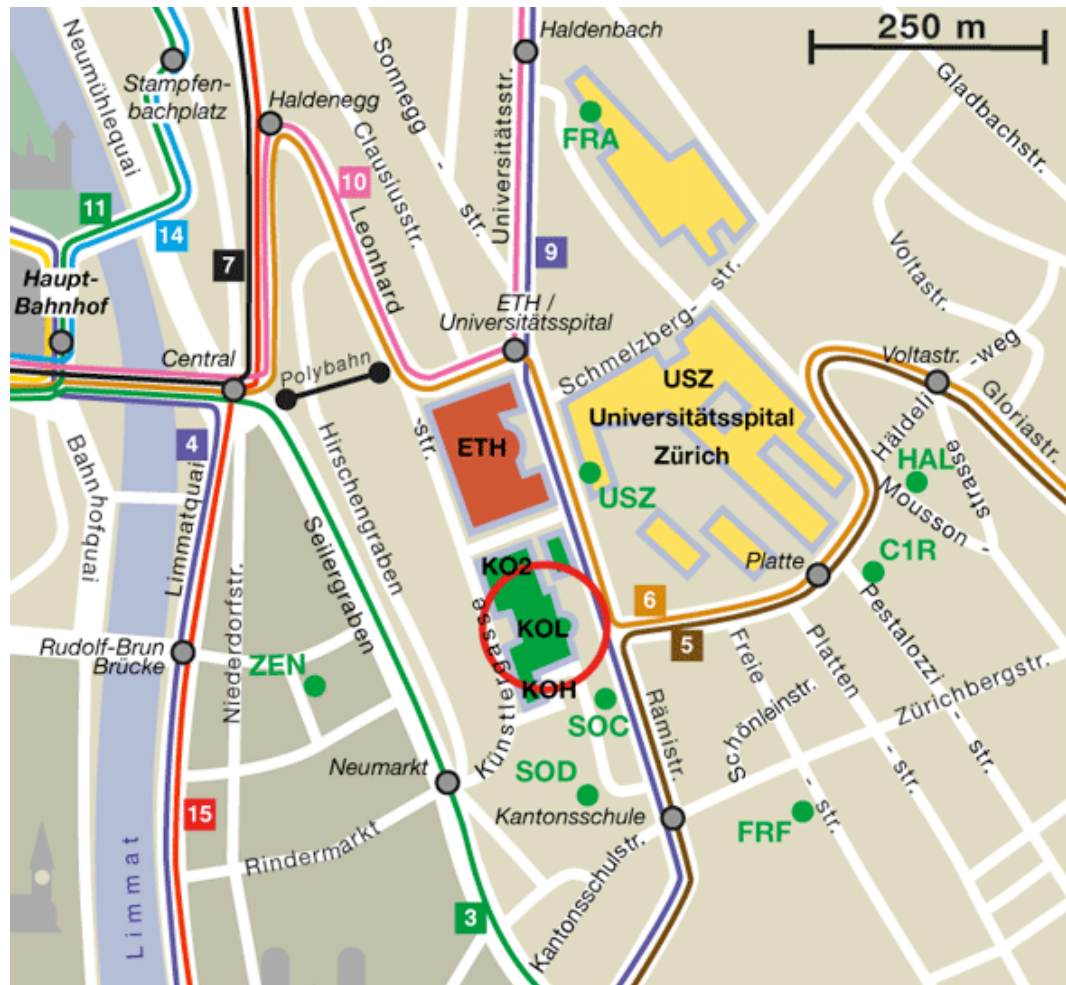 250 m
Haldenbach
Stampfen-
bachplatz
Neumühlequai
Haldenegg
Sonnegg
-
str.
Clausiusstr.
Universitätsstr.
Gladbachstr.
FRA
10
11
14
7
9
Leonhard
-str.
Voltastr.
Haupt-
Bahnhof
ETH /
Universitätsspital
Schmelzberg-
str.
Central
Polybahn
USZ
Universitätsspital
Zürich
Voltastr.
Häldeli
-weg
Gloriastr.
4
ETH
USZ
HAL
Mousson -
strasse
Bahnhofquai
Limmatquai
Hirschengraben
Seilergraben
Niederdorfstr.
KO2
KOL
KOH
Platte
C1R
6
5
Rudolf-Brun
Brücke
ZEN
Künstlergasse
SOC
Rämistr.
Freie
-
str.
Platten
-
str.
Pestalozzi
-
str.
Schönleinstr.
Zürichbergstr.
Neumarkt
SOD
Kantonsschule
FRF
15
Rindermarkt
Kantonsschulstr.
Limmat
3